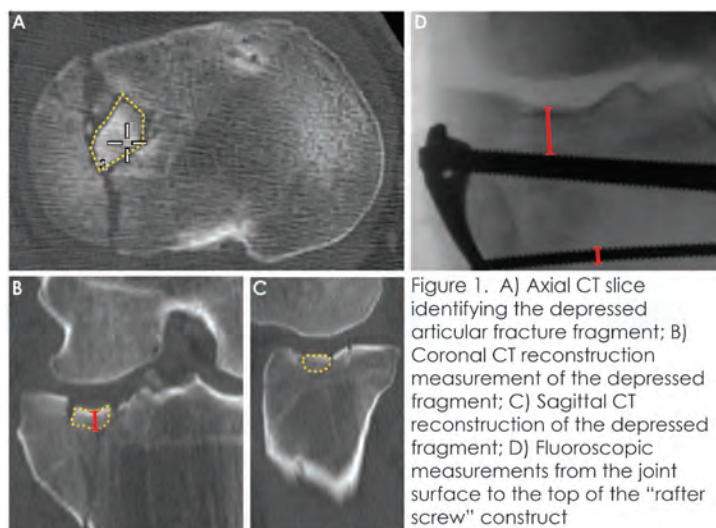 A
D
B
C
Figure 1. A) Axial CT slice
identifying the depressed
articular fracture fragment; B)
Coronal CT reconstruction
measurement of the depressed
fragment; C) Sagittal CT
reconstruction of the depressed
fragment; D) Fluoroscopic
measurements from the joint
surface to the top of the “rafter
screw” construct